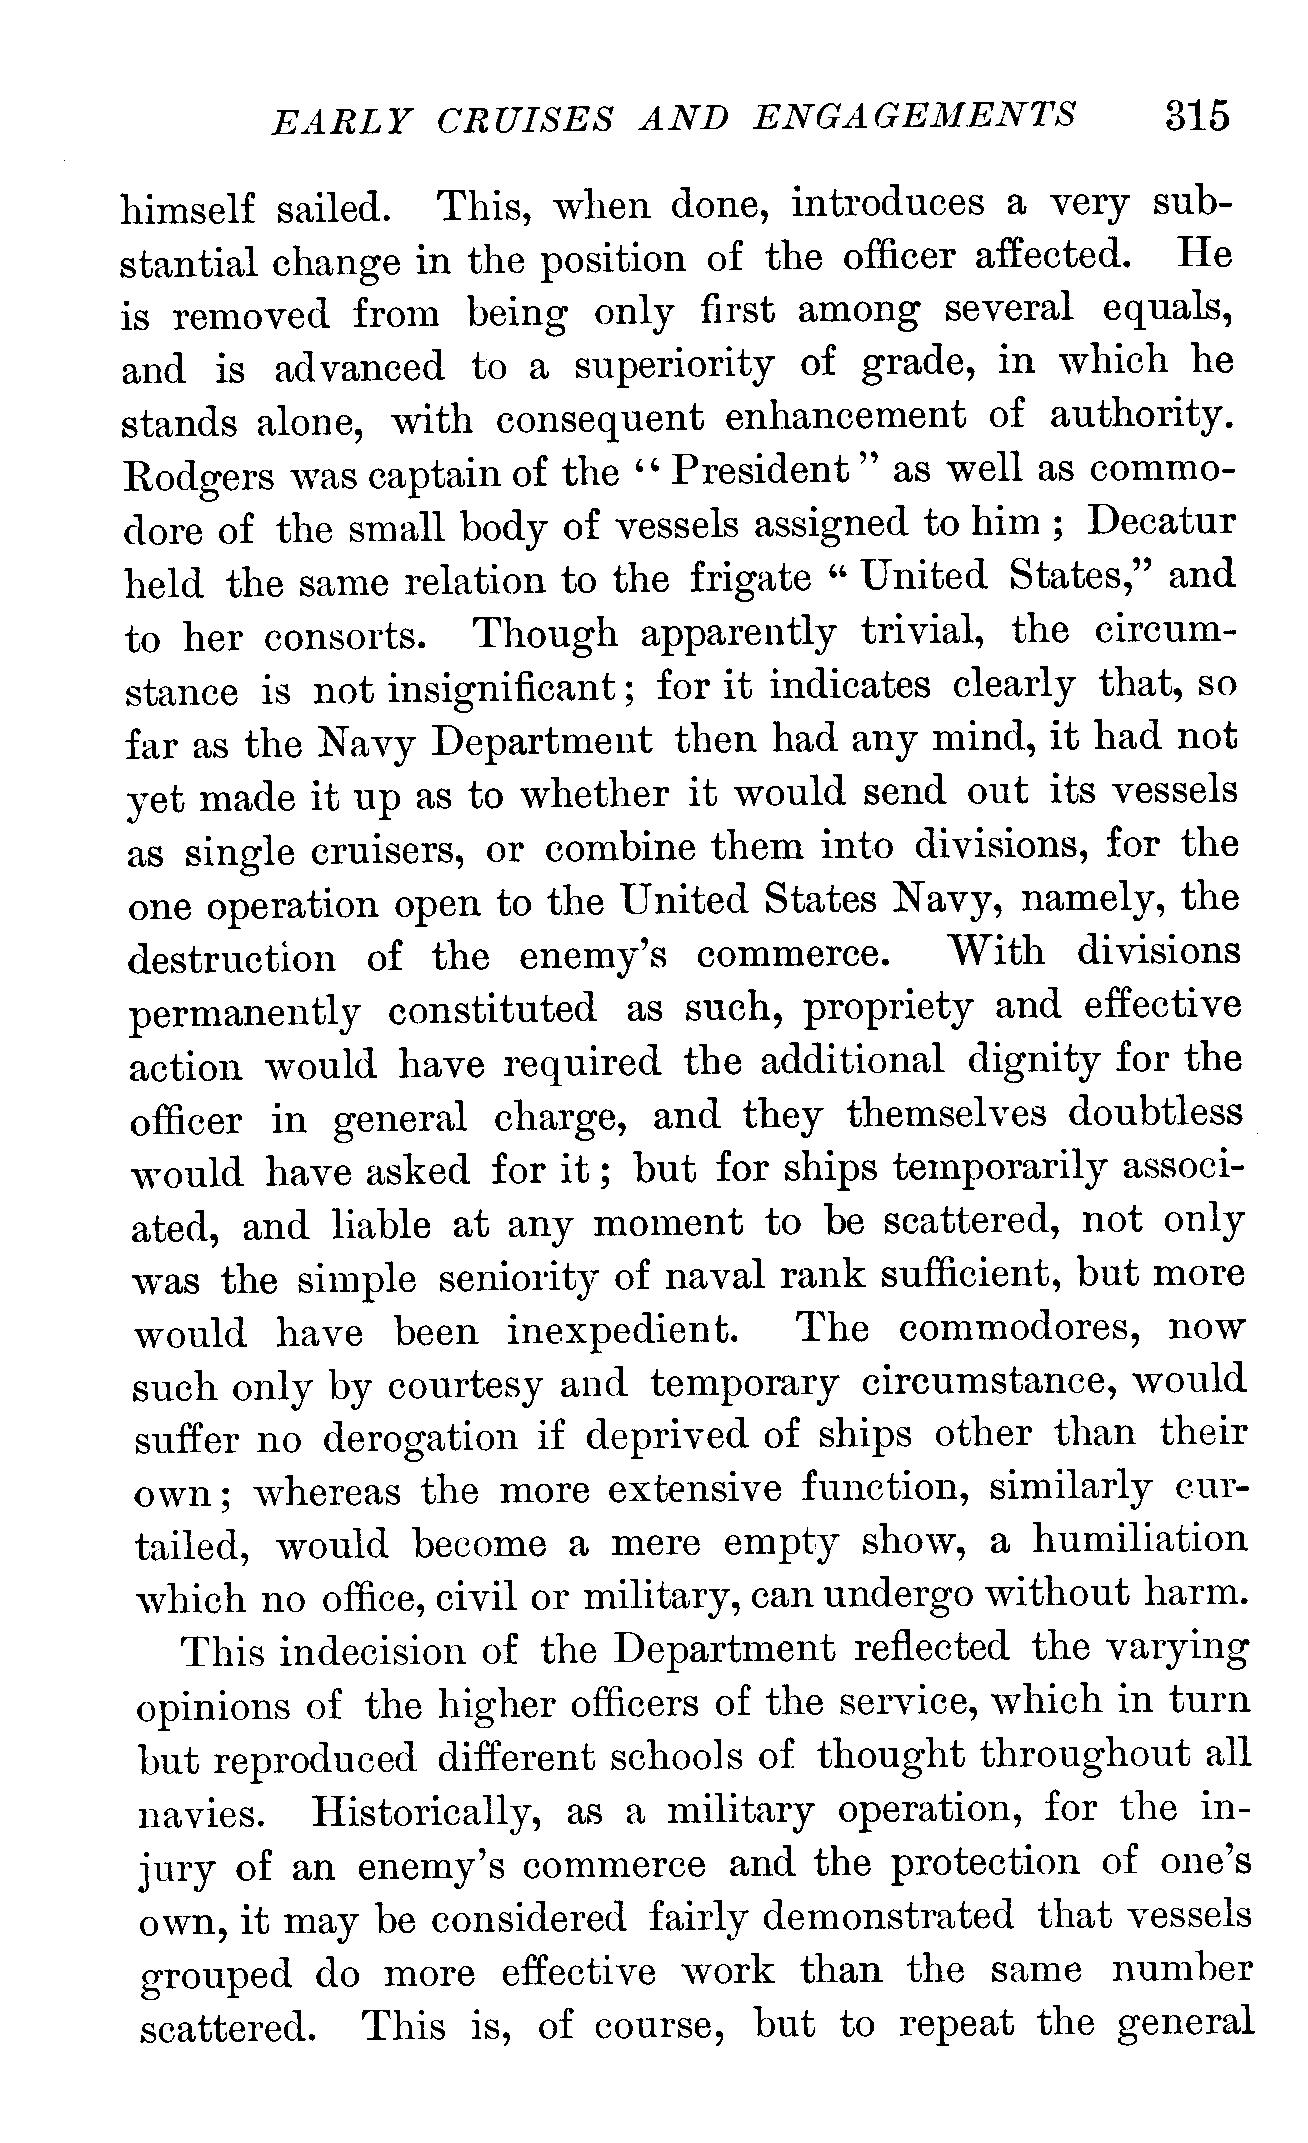 EARLY CRUISES AND ENGAGEMENTS 315
himself sailed. This, when done, introduces a very sub-
stantial change in the position of the officer affected. He
is removed from being only first among several equals,
and is advanced to a superiority of grade, in which he
stands alone, with consequent enhancement of authority.
Rodgers was captain of the “ President ” as well as commo-
dore of the small body of vessels assigned to him ; Decatur
held the same relation to the frigate “ United States,” and
to her consorts. Though apparently trivial, the circum-
stance is not insignificant ; for it indicates clearly that, so
far as the Navy Department then had any mind, it had not
yet made it up as to whether it would send out its vessels
as single cruisers, or combine them into divisions, for the
one operation open to the United States Navy, namely, the
destruction of the enemy’s commerce. With divisions
permanently constituted as such, propriety and effective
action would have required the additional dignity for the
officer in general charge, and they themselves doubtless
would have asked for it ; but for ships temporarily associ-
ated, and liable at any moment to be scattered, not only
was the simple seniority of naval rank sufficient, but more
would have been inexpedient. The commodores, now
such only by courtesy and temporary circumstance, would
suffer no derogation if deprived of ships other than their
own ; whereas the more extensive function, similarly cur-
tailed, would become a mere empty show, a humiliation
which no office, civil or military, can undergo without harm.
This indecision of the Department reflected the varying
opinions of the higher officers of the service, which in turn
but reproduced different schools of thought throughout all
navies. Historically, as a military operation, for the in-
jury of an enemy’s commerce and the protection of one’s
own, it may be considered fairly demonstrated that vessels
grouped do more effective work than the same number
scattered. This is, of course, but to repeat the general